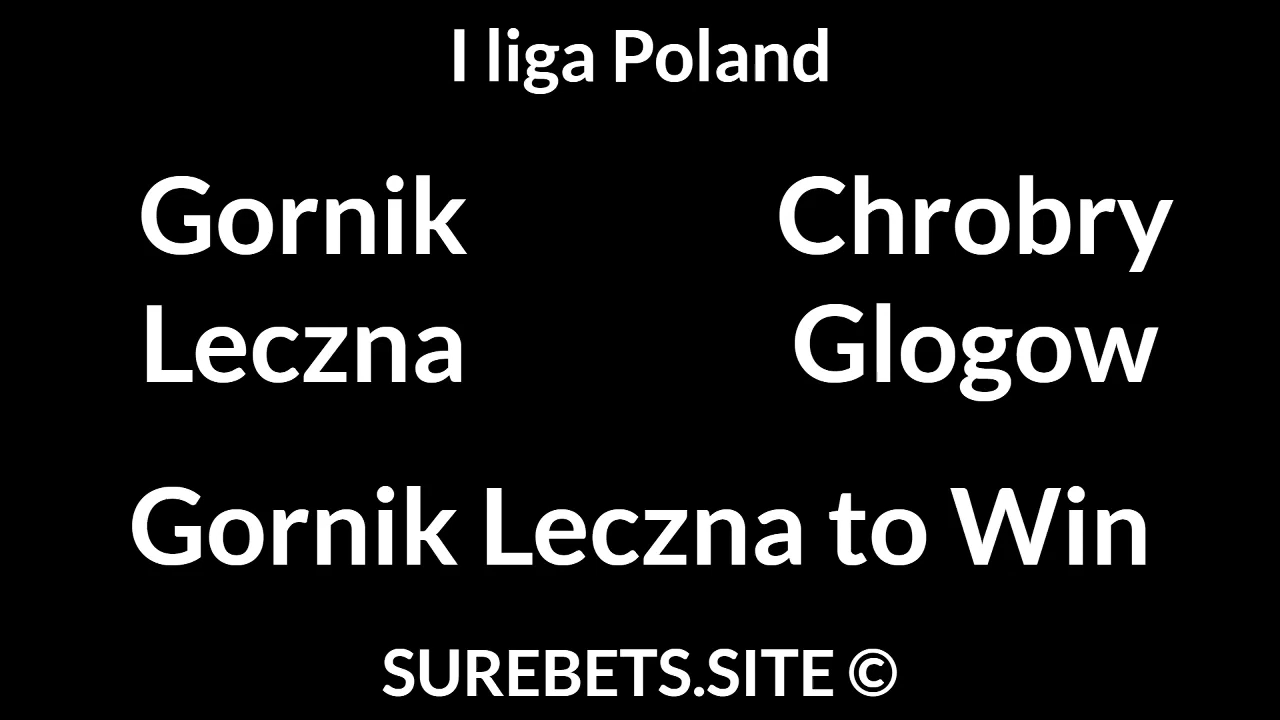 I liga Poland
Gornik
Leczna
Chrobry
Glogow
Gornik Leczna to Win
SUREBETS.SITE ©